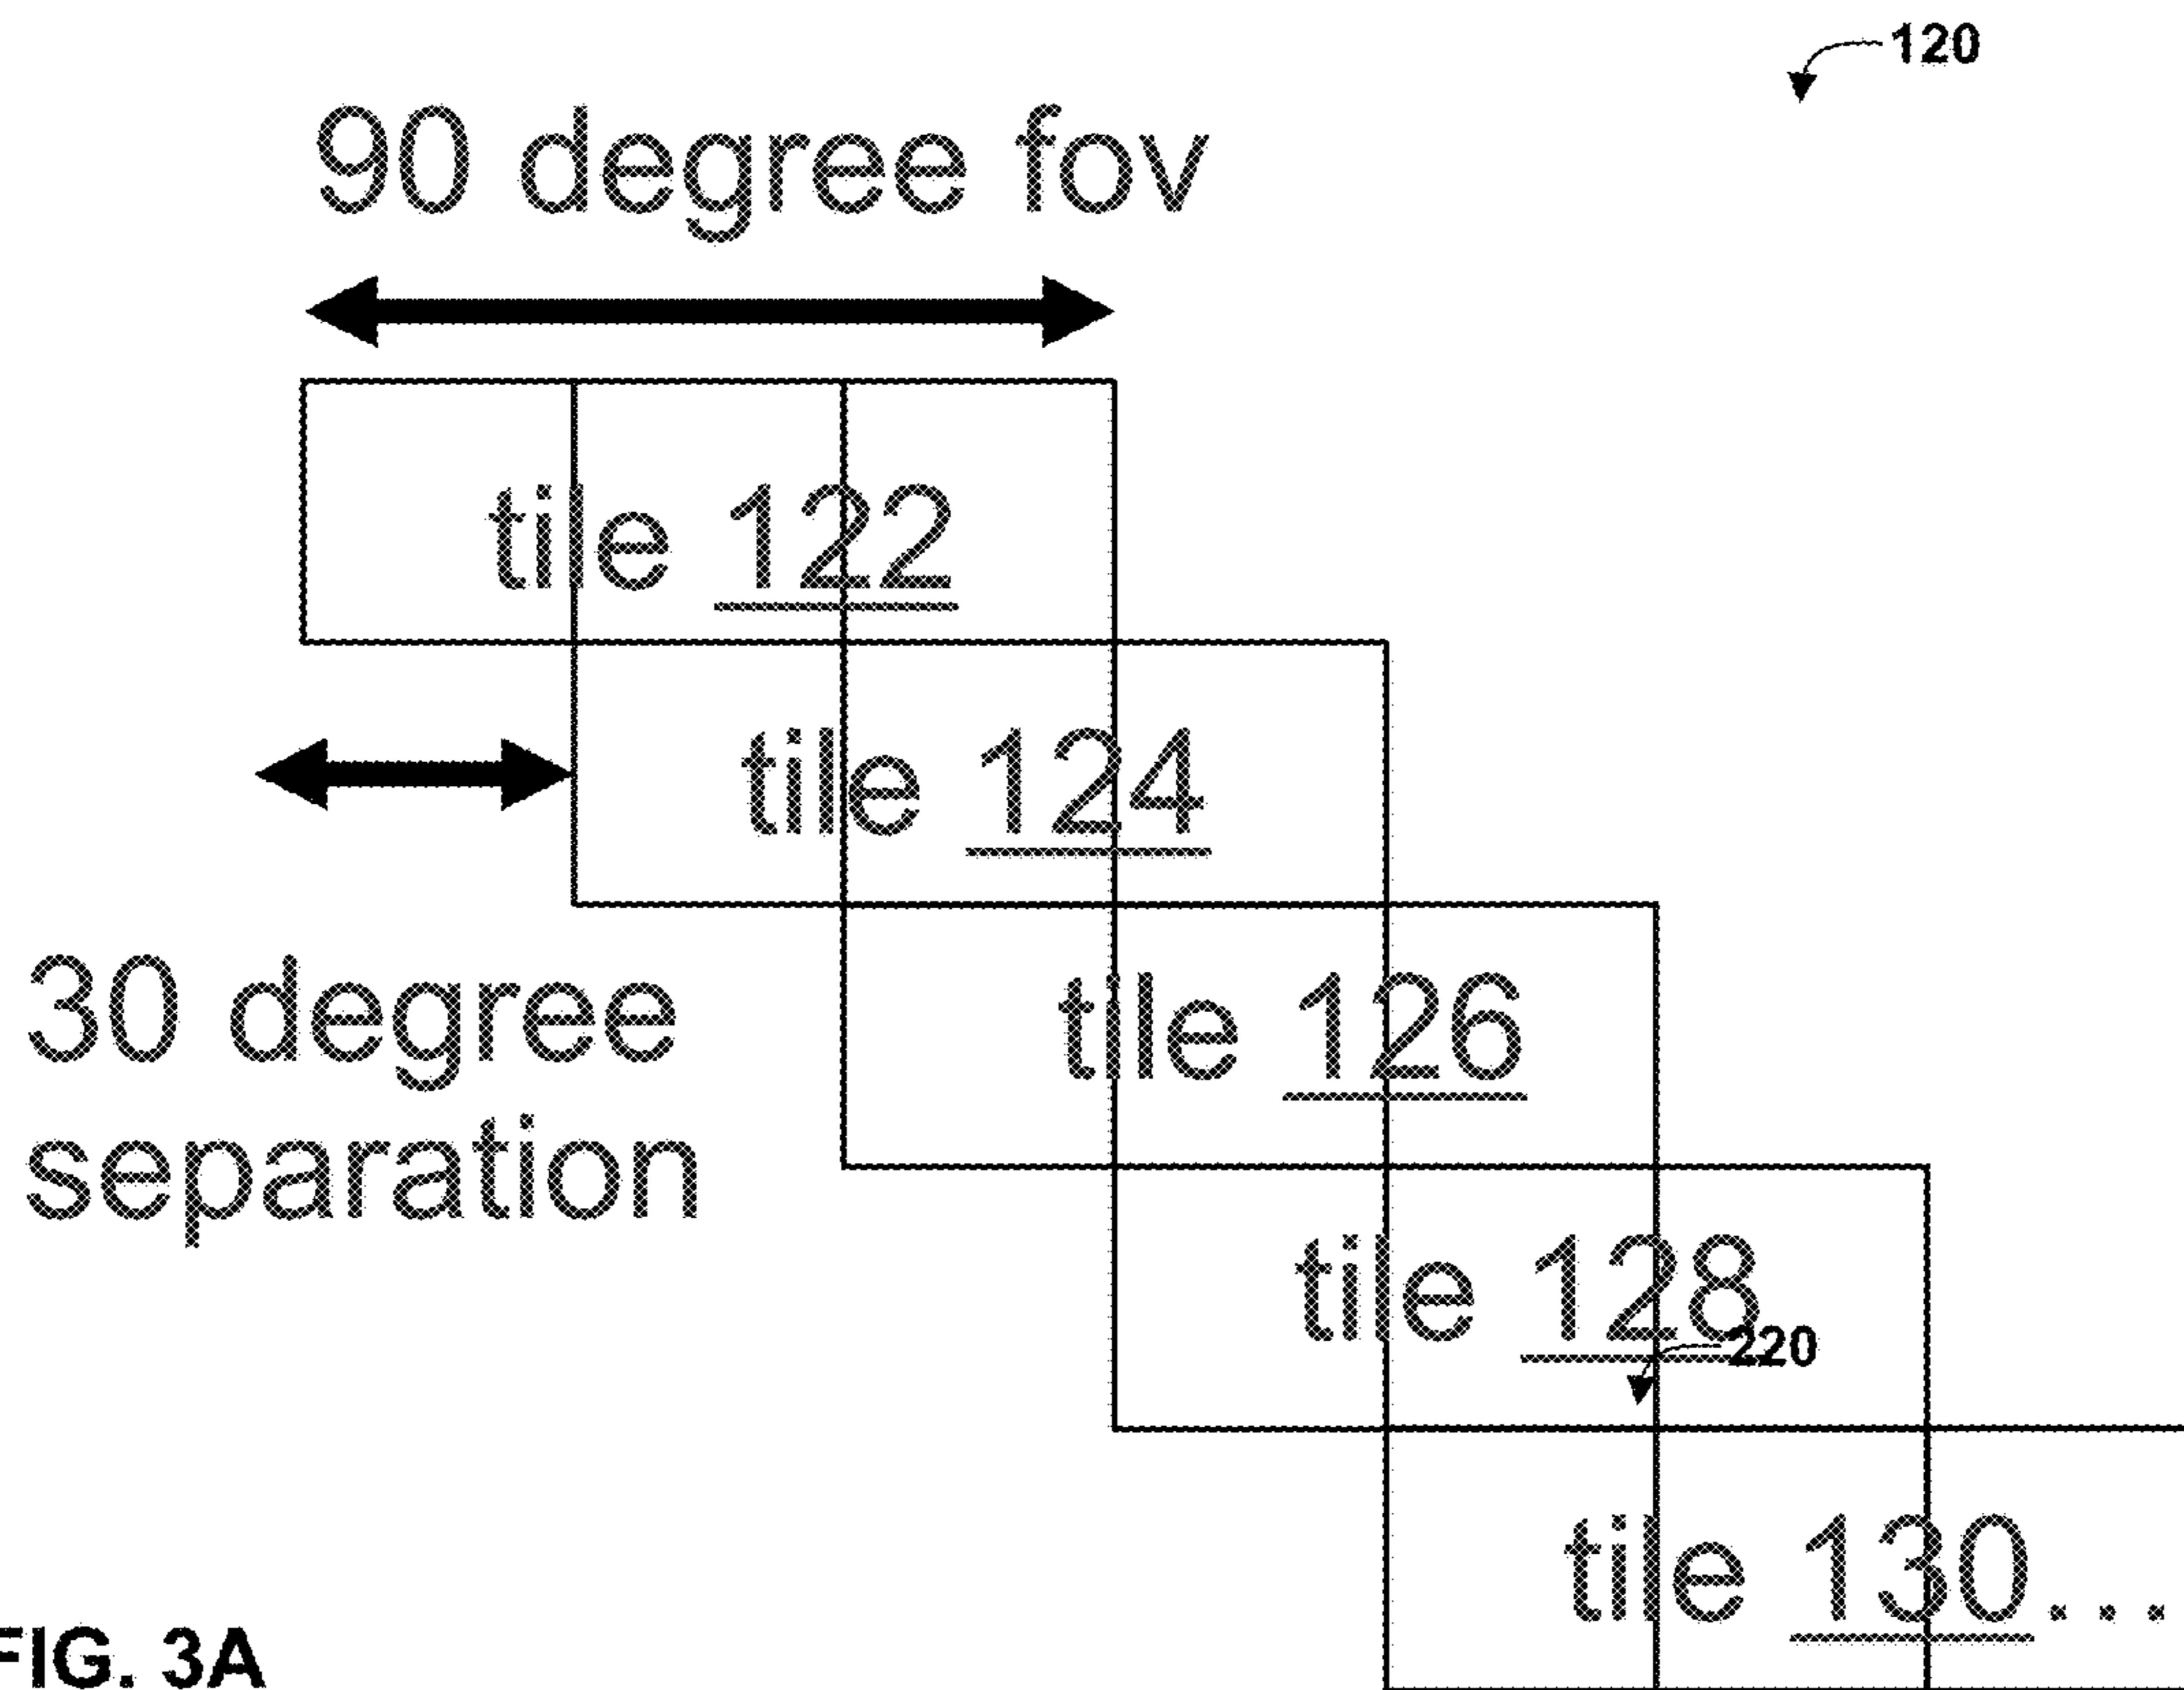 120
90 degree fov
tile 122
tile 124
30 degree
separation
tile 126
tile 128
220
tile 130...
FIG. 3A